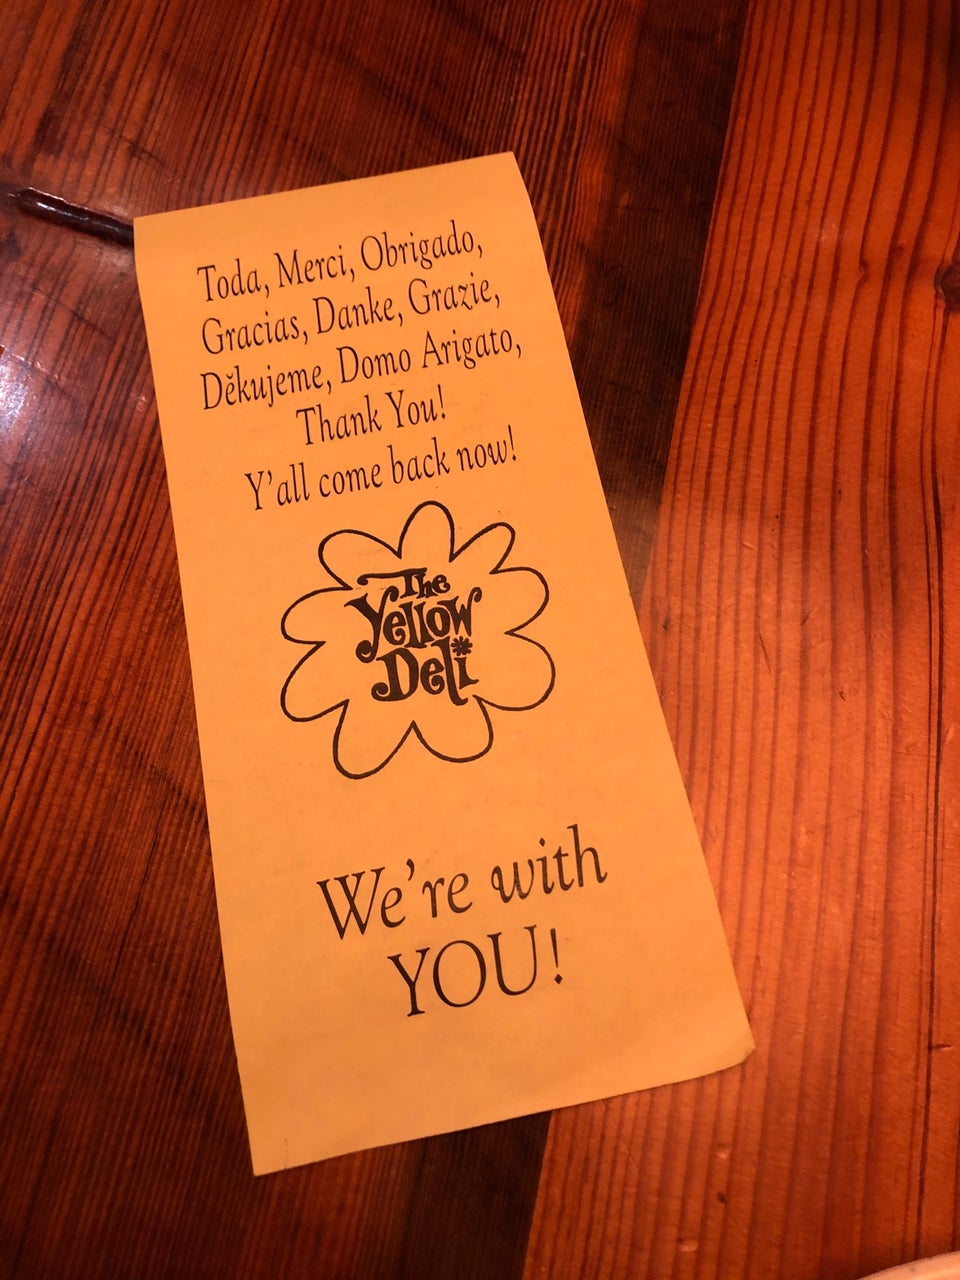 Toda, Merci, Obrigado,
Gracias, Danke, Grazie,
Děkujeme, Domo Arigato,
Thank You!
Y'all come back now!
The
Yellow
Deli
We're with
YOU!